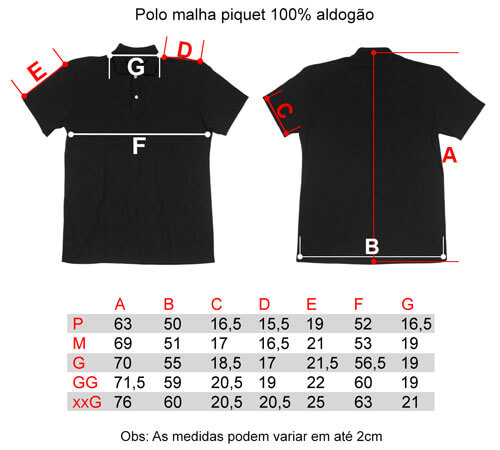 Polo malha piquet 100% aldogão
E G D C
F A
B
A B C D E F G
P 63 50 16,5 15,5 19 52 16,5
M 69 51 17 16,5 21 53 19
G 70 55 18,5 17 21,5 56,5 19
GG 71,5 59 20,5 19 22 60 19
xxG 76 60 20,5 20,5 25 63 21
Obs: As medidas podem variar em até 2cm